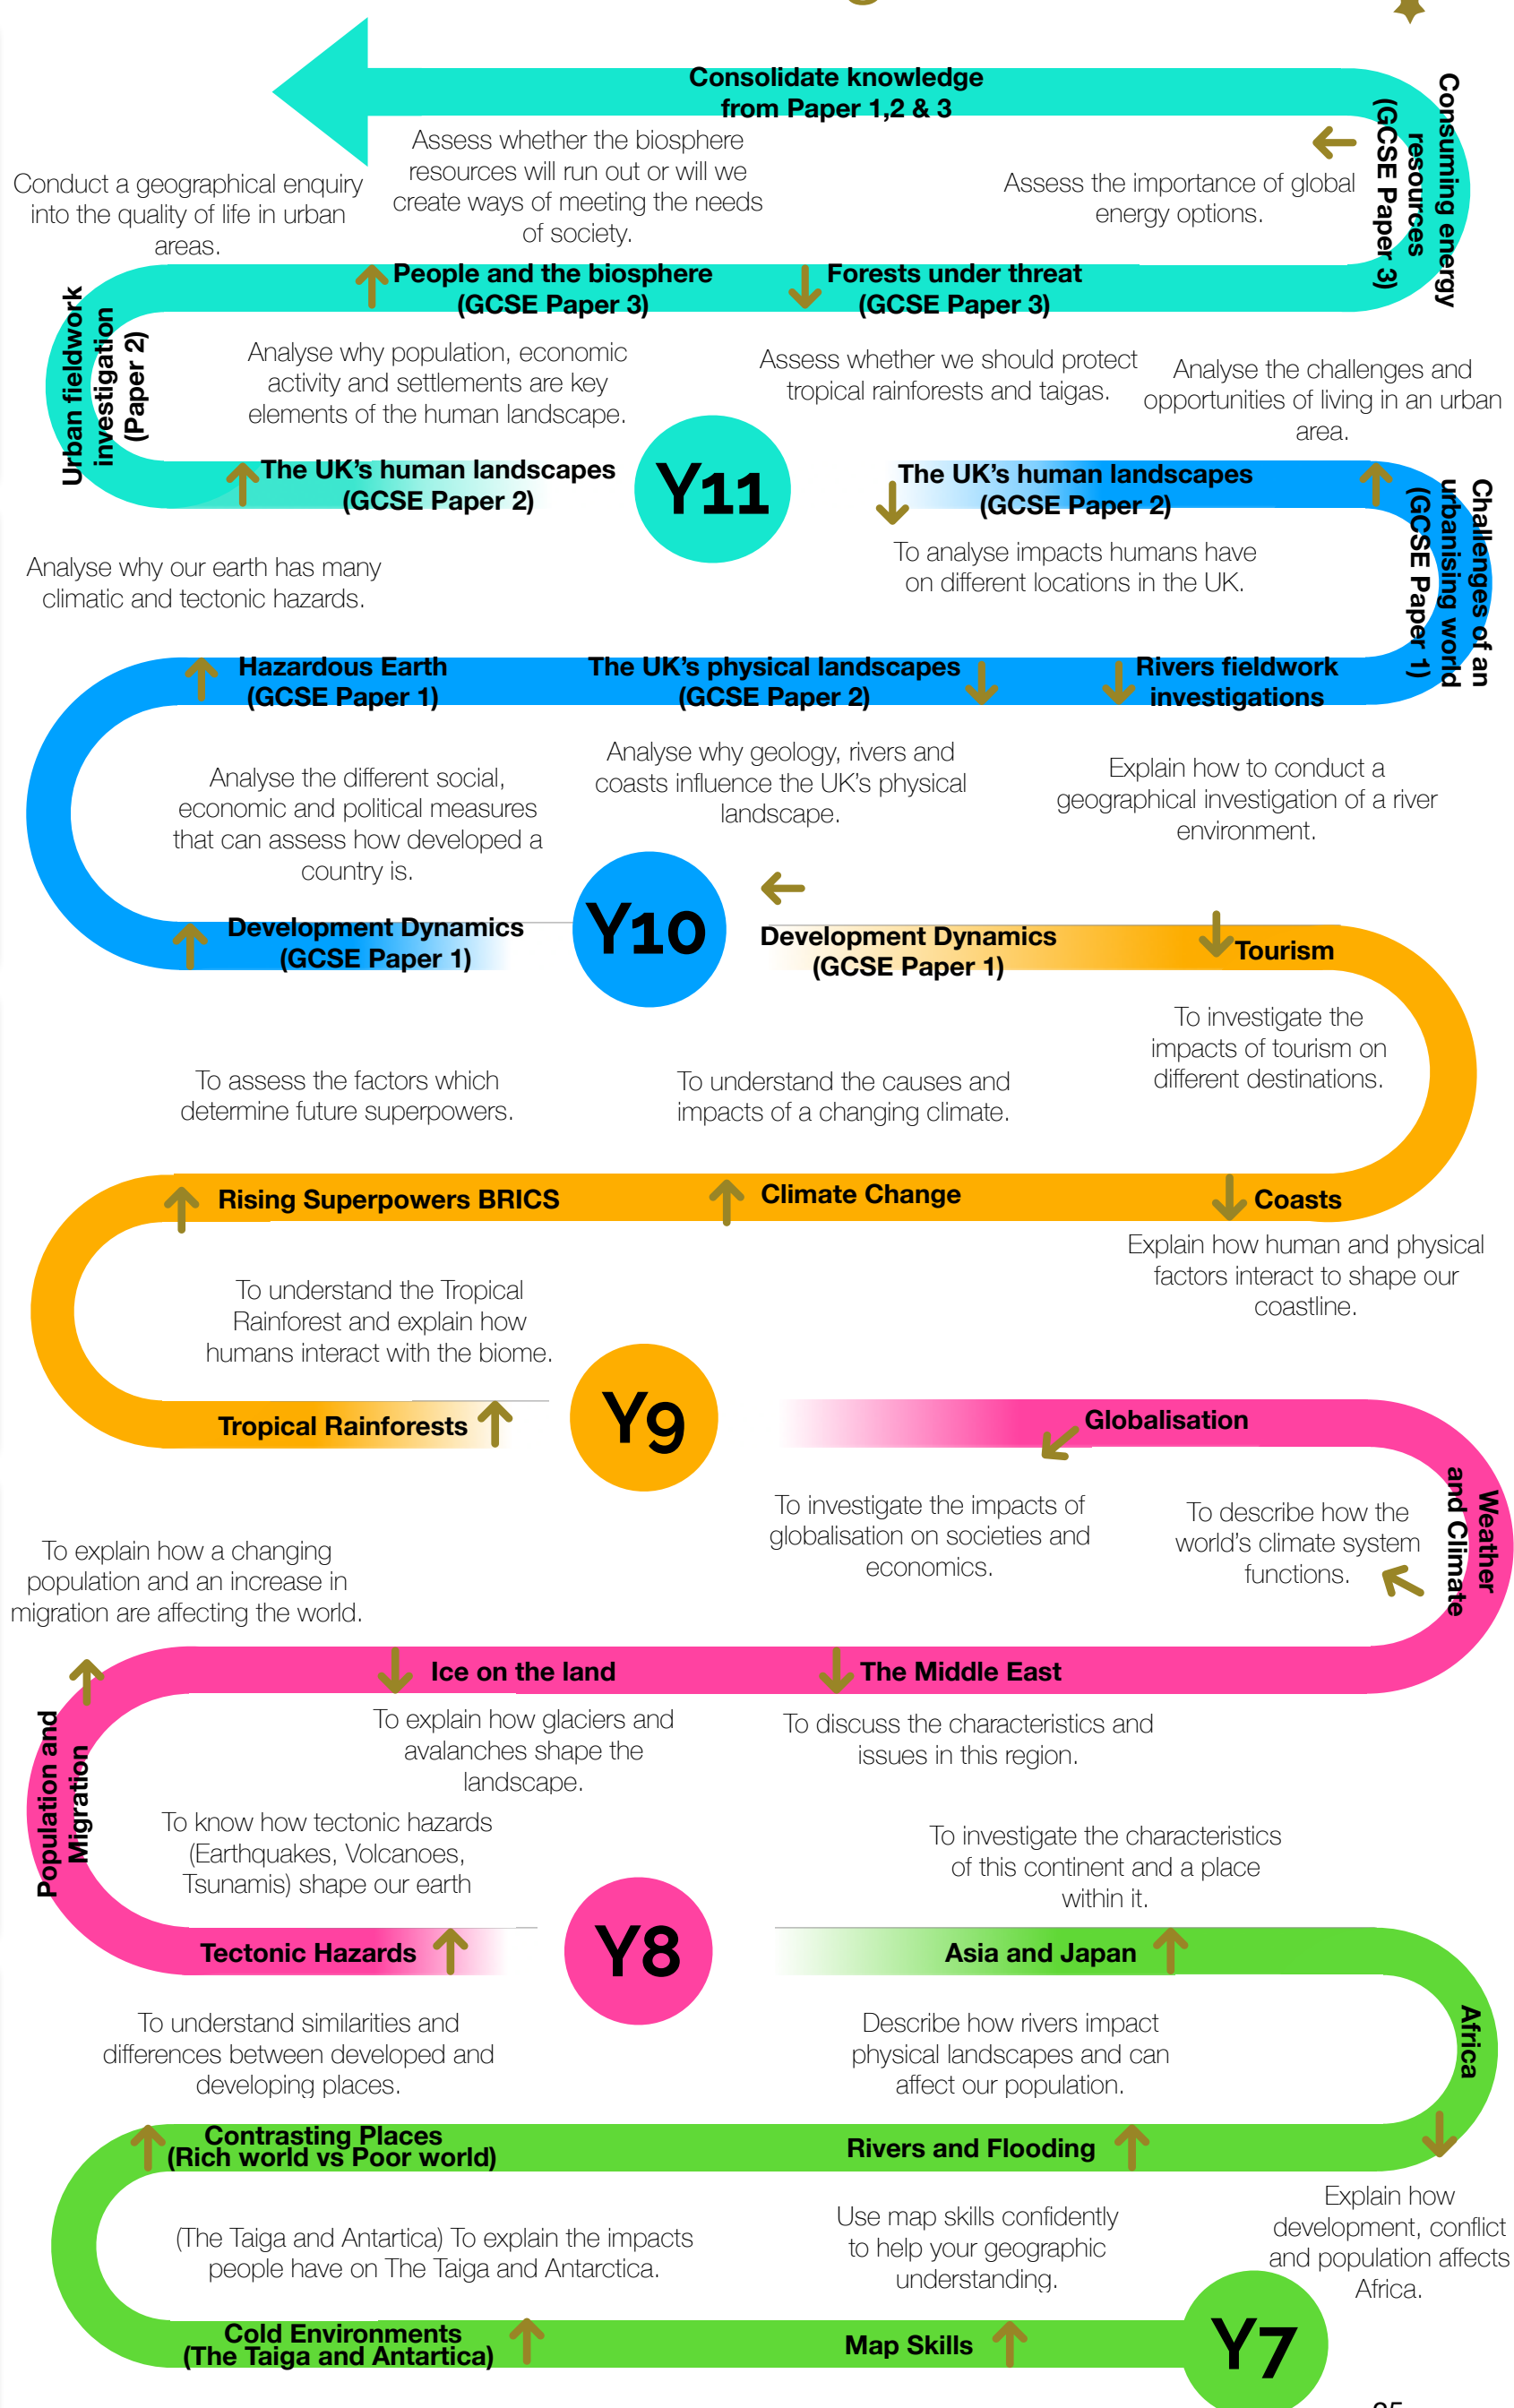 Consolidate knowledge
from Paper 1,2 & 3
Consuming energy
resources
(GCSE Paper 3)
Assess whether the biosphere
resources will run out or will we
create ways of meeting the needs
of society.
Conduct a geographical enquiry
into the quality of life in urban
areas.
Assess the importance of global
energy options.
People and the biosphere
(GCSE Paper 3)
Forests under threat
(GCSE Paper 3)
Urban fieldwork
investigation
(Paper 2)
Analyse why population, economic
activity and settlements are key
elements of the human landscape.
Assess whether we should protect
tropical rainforests and taigas.
Analyse the challenges and
opportunities of living in an urban
area.
The UK's human landscapes
(GCSE Paper 2)
Y11
The UK's human landscapes
(GCSE Paper 2)
Challenges of an
urbanising world
(GCSE Paper 1)
Analyse why our earth has many
climatic and tectonic hazards.
To analyse impacts humans have
on different locations in the UK.
Hazardous Earth
(GCSE Paper 1)
The UK's physical landscapes
(GCSE Paper 2)
Rivers fieldwork
investigations
Analyse the different social,
economic and political measures
that can assess how developed a
country is.
Analyse why geology, rivers and
coasts influence the UK's physical
landscape.
Explain how to conduct a
geographical investigation of a river
environment.
Development Dynamics
(GCSE Paper 1)
Y10
Development Dynamics
(GCSE Paper 1)
Tourism
To assess the factors which
determine future superpowers.
To understand the causes and
impacts of a changing climate.
To investigate the
impacts of tourism on
different destinations.
Rising Superpowers BRICS
Climate Change
Coasts
To understand the Tropical
Rainforest and explain how
humans interact with the biome.
Explain how human and physical
factors interact to shape our
coastline.
Tropical Rainforests
Y9
Globalisation
Weather
and Climate
To explain how a changing
population and an increase in
migration are affecting the world.
To investigate the impacts of
globalisation on societies and
economics.
To describe how the
world's climate system
functions.
Population and
Migration
Ice on the land
The Middle East
To explain how glaciers and
avalanches shape the
landscape.
To discuss the characteristics and
issues in this region.
To know how tectonic hazards
(Earthquakes, Volcanoes,
Tsunamis) shape our earth
To investigate the characteristics
of this continent and a place
within it.
Tectonic Hazards
Y8
Asia and Japan
Africa
To understand similarities and
differences between developed and
developing places.
Describe how rivers impact
physical landscapes and can
affect our population.
Contrasting Places
(Rich world vs Poor world)
Rivers and Flooding
(The Taiga and Antartica) To explain the impacts
people have on The Taiga and Antarctica.
Use map skills confidently
to help your geographic
understanding.
Explain how
development, conflict
and population affects
Africa.
Cold Environments
(The Taiga and Antartica)
Map Skills
Y7